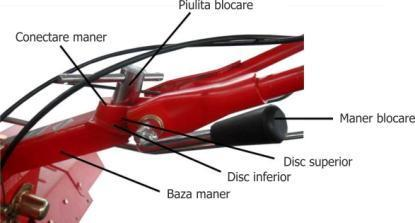 Piulita blocare
Conectare maner
Maner blocare
Disc superior
Disc inferior
Baza maner